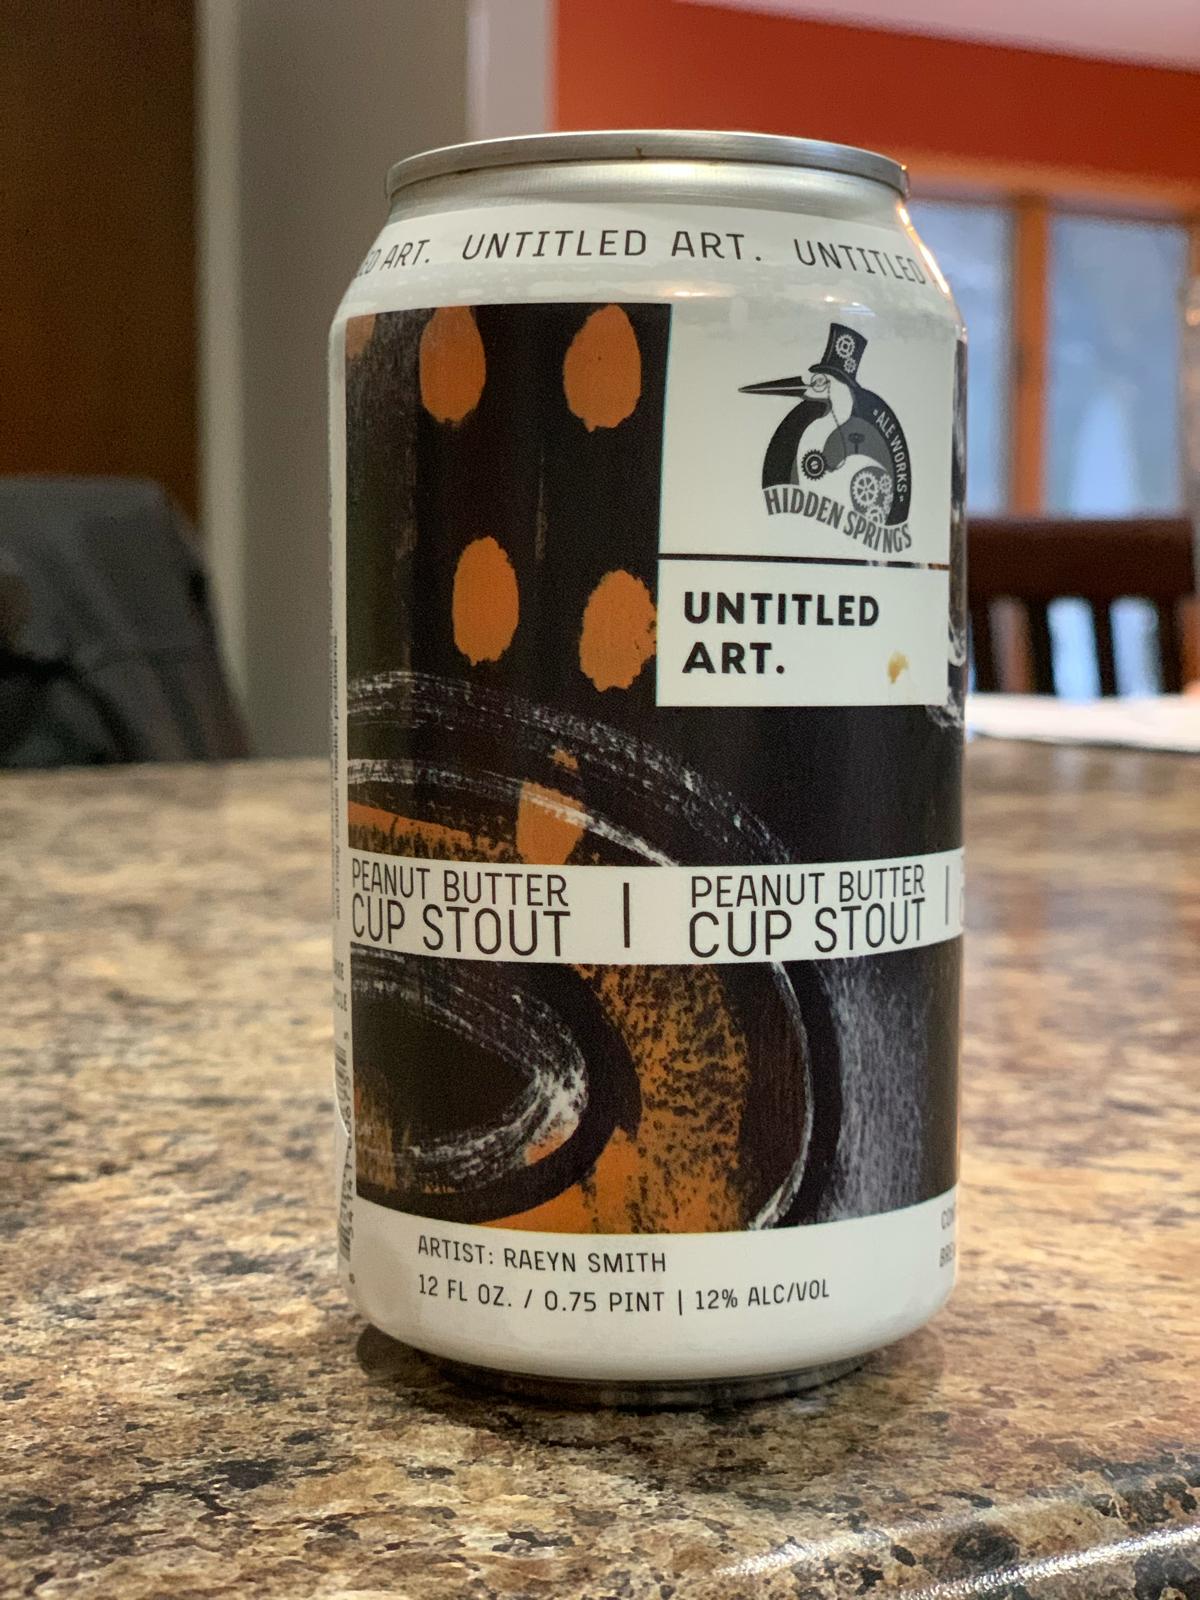 ED ART. UNTITLED ART. UNTITLED
"ALE WORKS"
HIDDEN SPRINGS
UNTITLED
ART.
PEANUT BUTTER
CUP STOUT
|
PEANUT BUTTER
CUP STOUT
|
ARTIST: RAEYN SMITH
12 FL OZ. / 0.75 PINT | 12% ALC/VOL